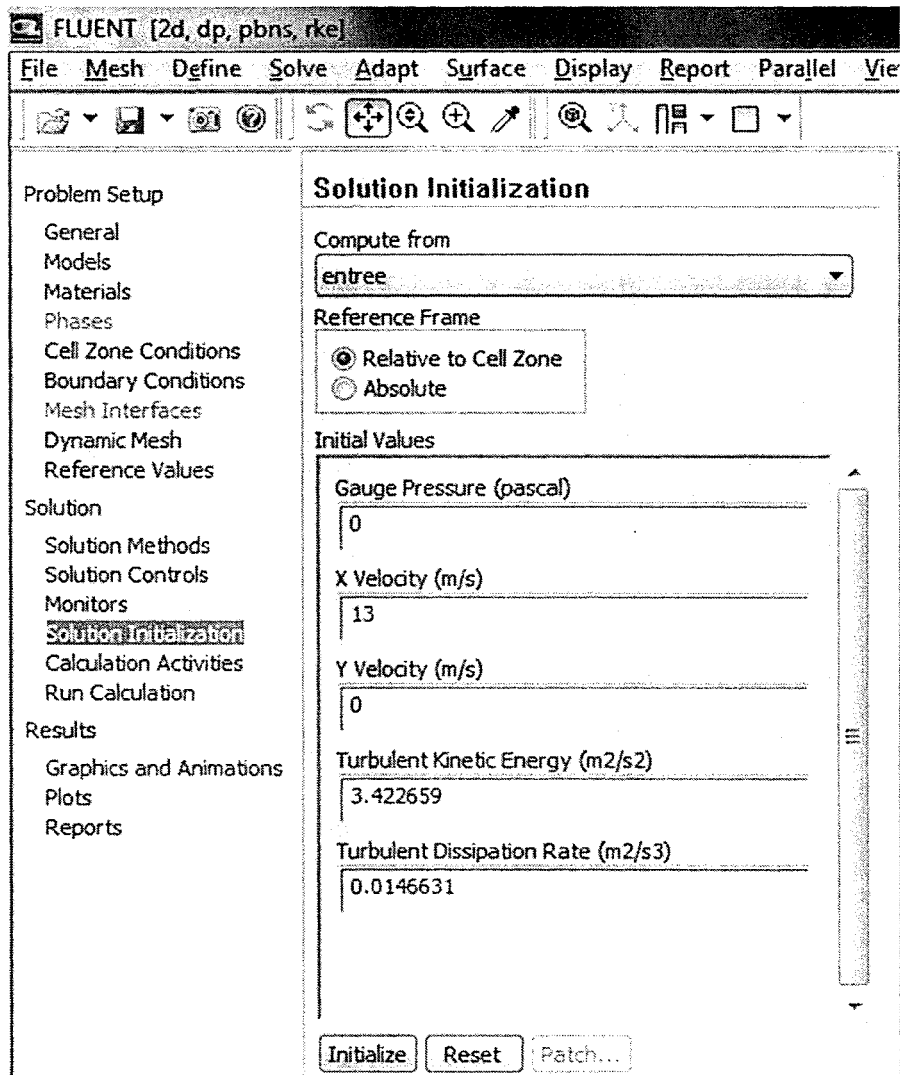 FLUENT [2d, dp, pbns, rke]
File Mesh Define Solve Adapt Surface Display Report Parallel Vie
Problem Setup
General
Models
Materials
Phases
Cell Zone Conditions
Boundary Conditions
Mesh Interfaces
Dynamic Mesh
Reference Values
Solution
Solution Methods
Solution Controls
Monitors
Solution Initialization
Calculation Activities
Run Calculation
Results
Graphics and Animations
Plots
Reports
Solution Initialization
Compute from
entree
Reference Frame
Relative to Cell Zone
Absolute
Initial Values
Gauge Pressure (pascal)
0
X Velocity (m/s)
13
Y Velocity (m/s)
0
Turbulent Kinetic Energy (m2/s2)
3.422659
Turbulent Dissipation Rate (m2/s3)
0.0146631
Initialize Reset Patch...